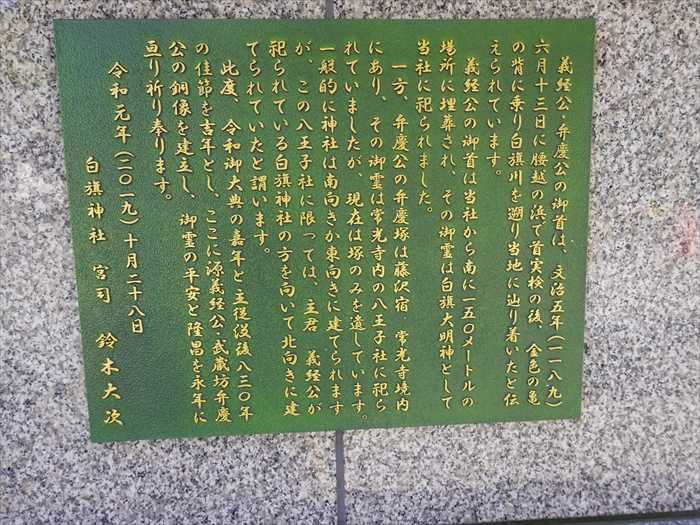 義経公・弁慶公の御首は、文治五年(一一八九)
六月十三日に腰越の浜で首実検の後、金色の亀
の背に乗り白旗川を遡り当地に辿り着いたと伝
えられています。
義経公の御首は当社から南に一五〇メートルの
場所に埋葬され、その御霊は白旗大明神として
当社に祀られました。
一方、弁慶公の弁慶塚は藤沢宿 常光寺境内
にあり、その御霊は常光寺内の八王子社に祀ら
れていましたが、現在は塚のみを遺しています。
一般的に神社は南向きか東向きに建てられます
が、この八王子社に限っては、主君 義経公が
祀られている白旗神社の方を向いて北向きに建
てられていたと謂います。
此度、令和御大典の嘉年と主従没後八三〇年
の佳節を吉年とし、ここに源義経公・武蔵坊弁慶
公の銅像を建立し、御霊の平安と隆昌を永年に
亘り祈り奉ります。
令和元年(二〇一九)十月二十八日
白旗神社 宮司 鈴木大次